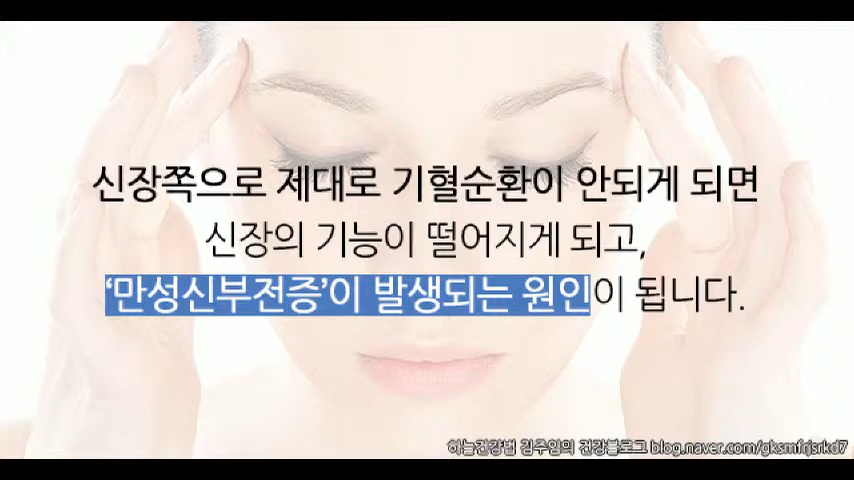 신장쪽으로 제대로 기혈순환이 안되게 되면
신장의 기능이 떨어지게 되고,
‘만성신부전증’이 발생되는 원인이 됩니다.
하늘건강법 김주임의 건강블로그 blog.naver.com/gksmfrjsrkd7